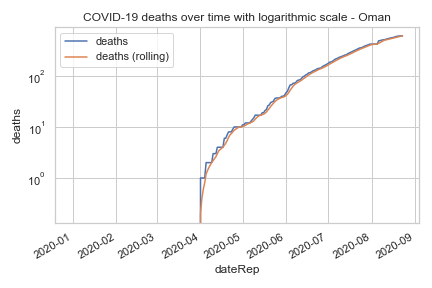 COVID-19 deaths over time with logarithmic scale - Oman
deaths
deaths (rolling)
deaths
10²
10¹
10⁰
2020-01
2020-02
2020-03
2020-04
2020-05
2020-06
2020-07
2020-08
2020-09
dateRep